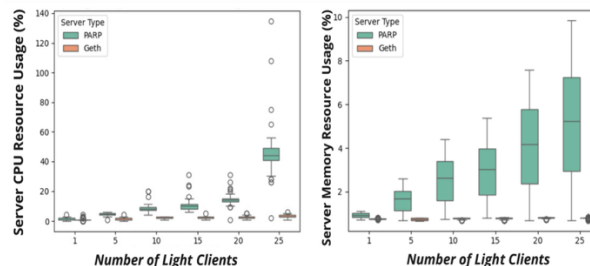 Server CPU Resource Usage (%)
140
120
100
80
60
40
20
0
Server Type
PARP
Geth
1
5
10
15
20
25
Number of Light Clients
Server Memory Resource Usage (%)
10
8
6
4
2
Server Type
PARP
Geth
1
5
10
15
20
25
Number of Light Clients